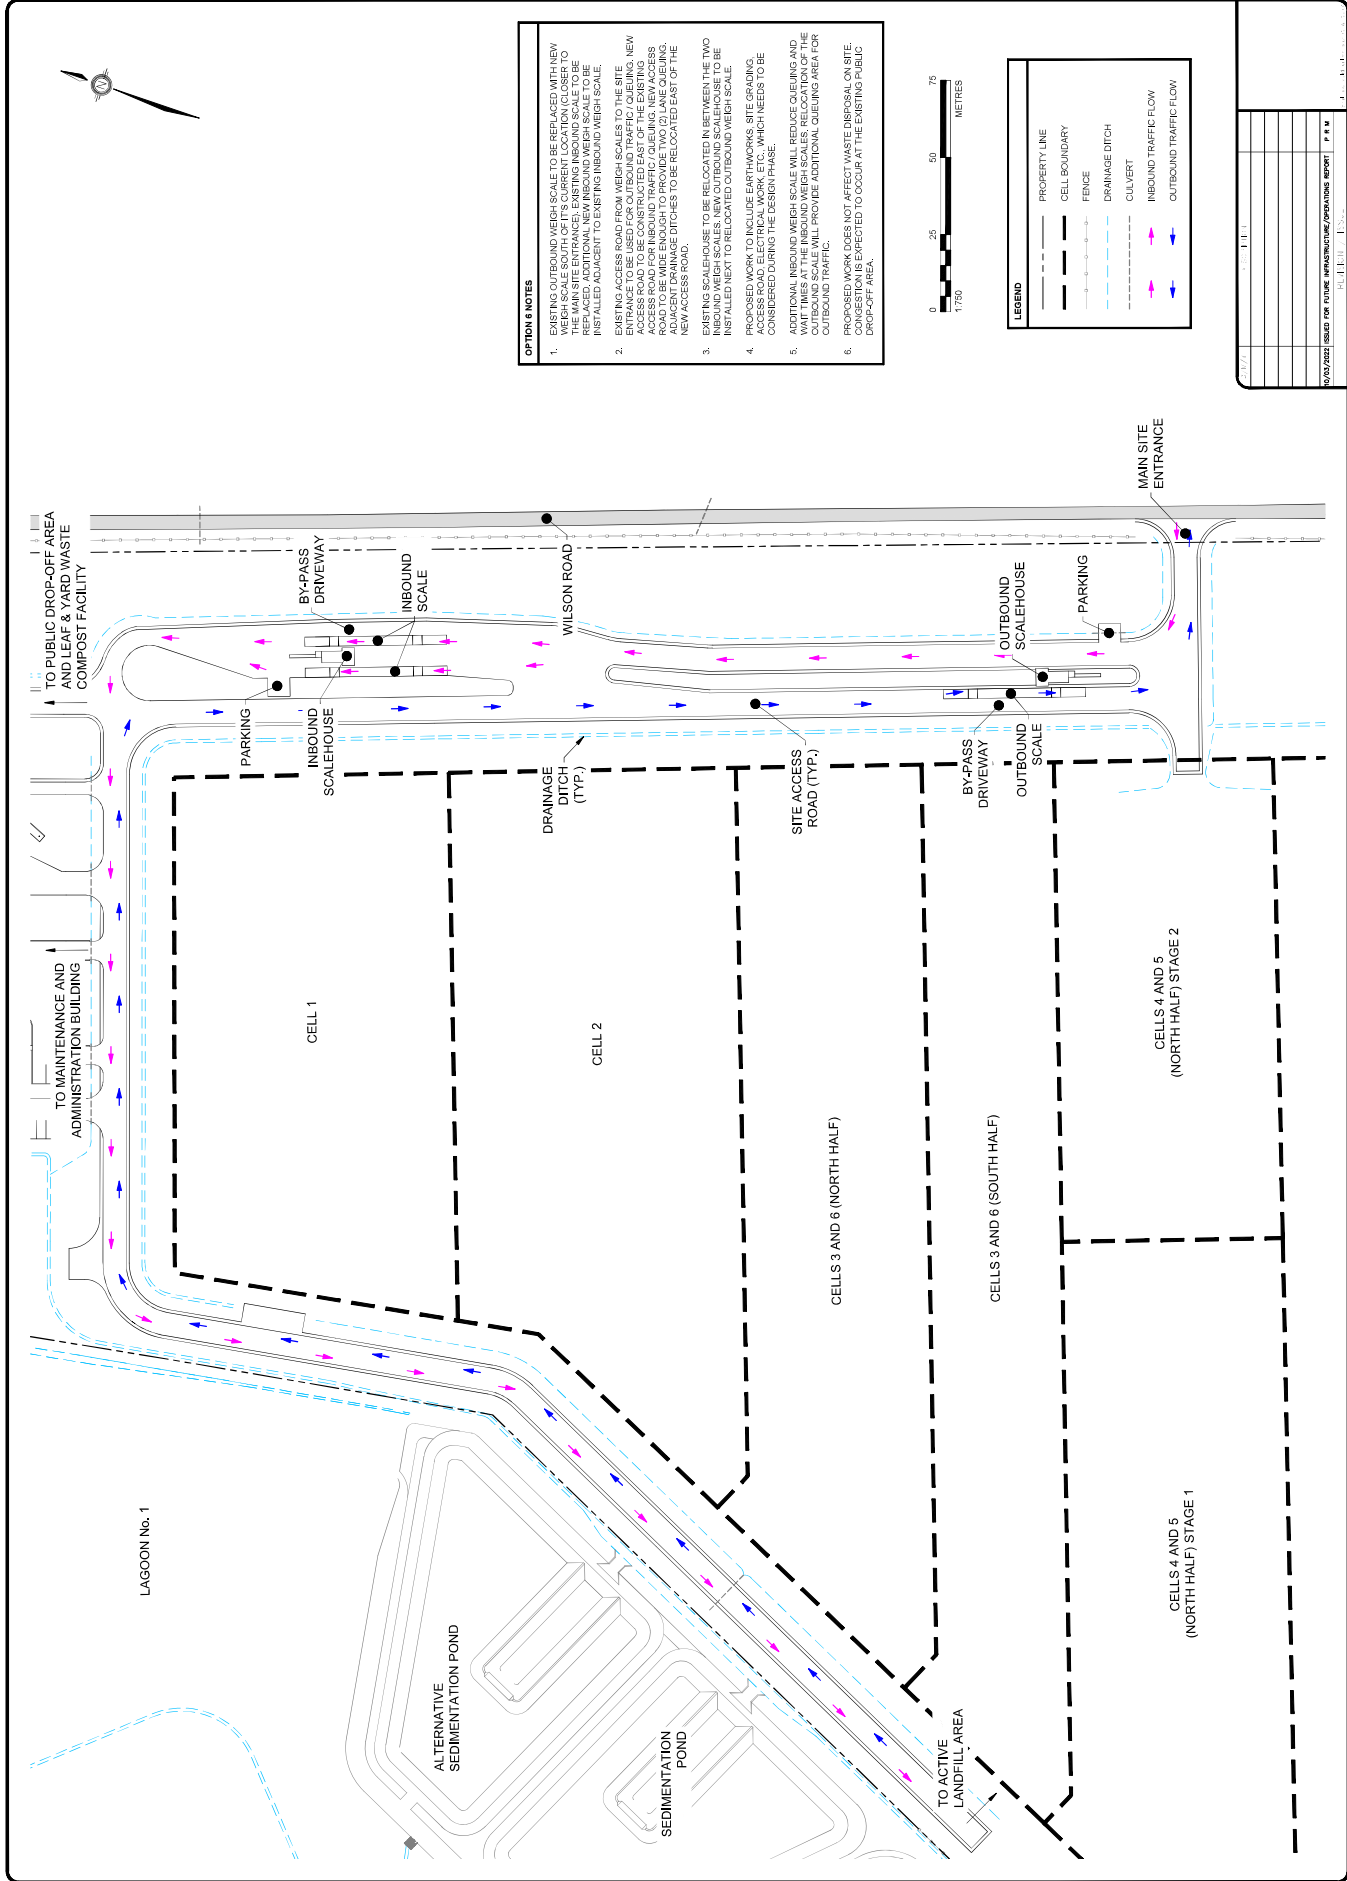 OPTION 6 NOTES
1. EXISTING OUTBOUND WEIGH SCALE TO BE REPLACED WITH NEW
WEIGH SCALE SOUTH OF IT'S CURRENT LOCATION (CLOSER TO
THE MAIN SITE ENTRANCE). EXISTING INBOUND SCALE TO BE
REPLACED. ADDITIONAL NEW INBOUND WEIGH SCALE TO BE
INSTALLED ADJACENT TO EXISTING INBOUND WEIGH SCALE.
2. EXISTING ACCESS ROAD FROM WEIGH SCALES TO THE SITE
ENTRANCE TO BE USED FOR OUTBOUND TRAFFIC / QUEUING. NEW
ACCESS ROAD TO BE CONSTRUCTED EAST OF THE EXISTING
ACCESS ROAD FOR INBOUND TRAFFIC / QUEUING. NEW ACCESS
ROAD TO BE WIDE ENOUGH TO PROVIDE TWO (2) LANE QUEUING.
ADJACENT DRAINAGE DITCHES TO BE RELOCATED EAST OF THE
NEW ACCESS ROAD.
3. EXISTING SCALEHOUSE TO BE RELOCATED IN BETWEEN THE TWO
INBOUND WEIGH SCALES. NEW OUTBOUND SCALEHOUSE TO BE
INSTALLED NEXT TO RELOCATED OUTBOUND WEIGH SCALE.
4. PROPOSED WORK TO INCLUDE EARTHWORKS, SITE GRADING,
ACCESS ROAD, ELECTRICAL WORK, ETC., WHICH NEEDS TO BE
CONSIDERED DURING THE DESIGN PHASE.
5. ADDITIONAL INBOUND WEIGH SCALE WILL REDUCE QUEUING AND
WAIT TIMES AT THE INBOUND WEIGH SCALES. RELOCATION OF THE
OUTBOUND SCALE WILL PROVIDE ADDITIONAL QUEUING AREA FOR
OUTBOUND TRAFFIC.
6. PROPOSED WORK DOES NOT AFFECT WASTE DISPOSAL ON SITE.
CONGESTION IS EXPECTED TO OCCUR AT THE EXISTING PUBLIC
DROP-OFF AREA.
0 25 50 75
1:750 METRES
LEGEND
PROPERTY LINE
CELL BOUNDARY
FENCE
DRAINAGE DITCH
CULVERT
INBOUND TRAFFIC FLOW
OUTBOUND TRAFFIC FLOW
10/03/2022 ISSUED FOR FUTURE INFRASTRUCTURE/OPERATIONS REPORT P R M
N
TO PUBLIC DROP-OFF AREA
AND LEAF & YARD WASTE
COMPOST FACILITY
BY-PASS
DRIVEWAY
INBOUND
SCALE
WILSON ROAD
OUTBOUND
SCALEHOUSE
PARKING
MAIN SITE
ENTRANCE
PARKING
INBOUND
SCALEHOUSE
DRAINAGE
DITCH
(TYP.)
SITE ACCESS
ROAD (TYP.)
BY-PASS
DRIVEWAY
OUTBOUND
SCALE
TO MAINTENANCE AND
ADMINISTRATION BUILDING
CELL 1
CELL 2
CELLS 3 AND 6 (NORTH HALF)
CELLS 3 AND 6 (SOUTH HALF)
CELLS 4 AND 5
(NORTH HALF) STAGE 2
CELLS 4 AND 5
(NORTH HALF) STAGE 1
LAGOON No. 1
ALTERNATIVE
SEDIMENTATION POND
SEDIMENTATION
POND
TO ACTIVE
LANDFILL AREA